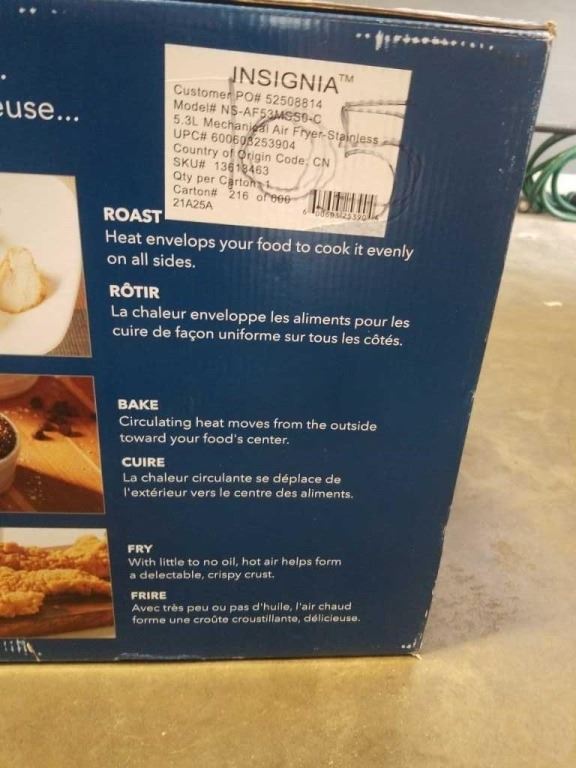 euse...
INSIGNIA™
Customer PO# 52508814
Model# NS-AF53MSS0-C
5.3L Mechanical Air Fryer-Stainless
UPC# 600603253904
Country of Origin Code: CN
SKU# 13613463
Qty per Carton: 1
Carton# 216 of 600
21A25A
ROAST
Heat envelops your food to cook it evenly
on all sides.
RÔTIR
La chaleur enveloppe les aliments pour les
cuire de façon uniforme sur tous les côtés.
BAKE
Circulating heat moves from the outside
toward your food's center.
CUIRE
La chaleur circulante se déplace de
l'extérieur vers le centre des aliments.
FRY
With little to no oil, hot air helps form
a delectable, crispy crust.
FRIRE
Avec très peu ou pas d'huile, l'air chaud
forme une croûte croustillante, délicieuse.